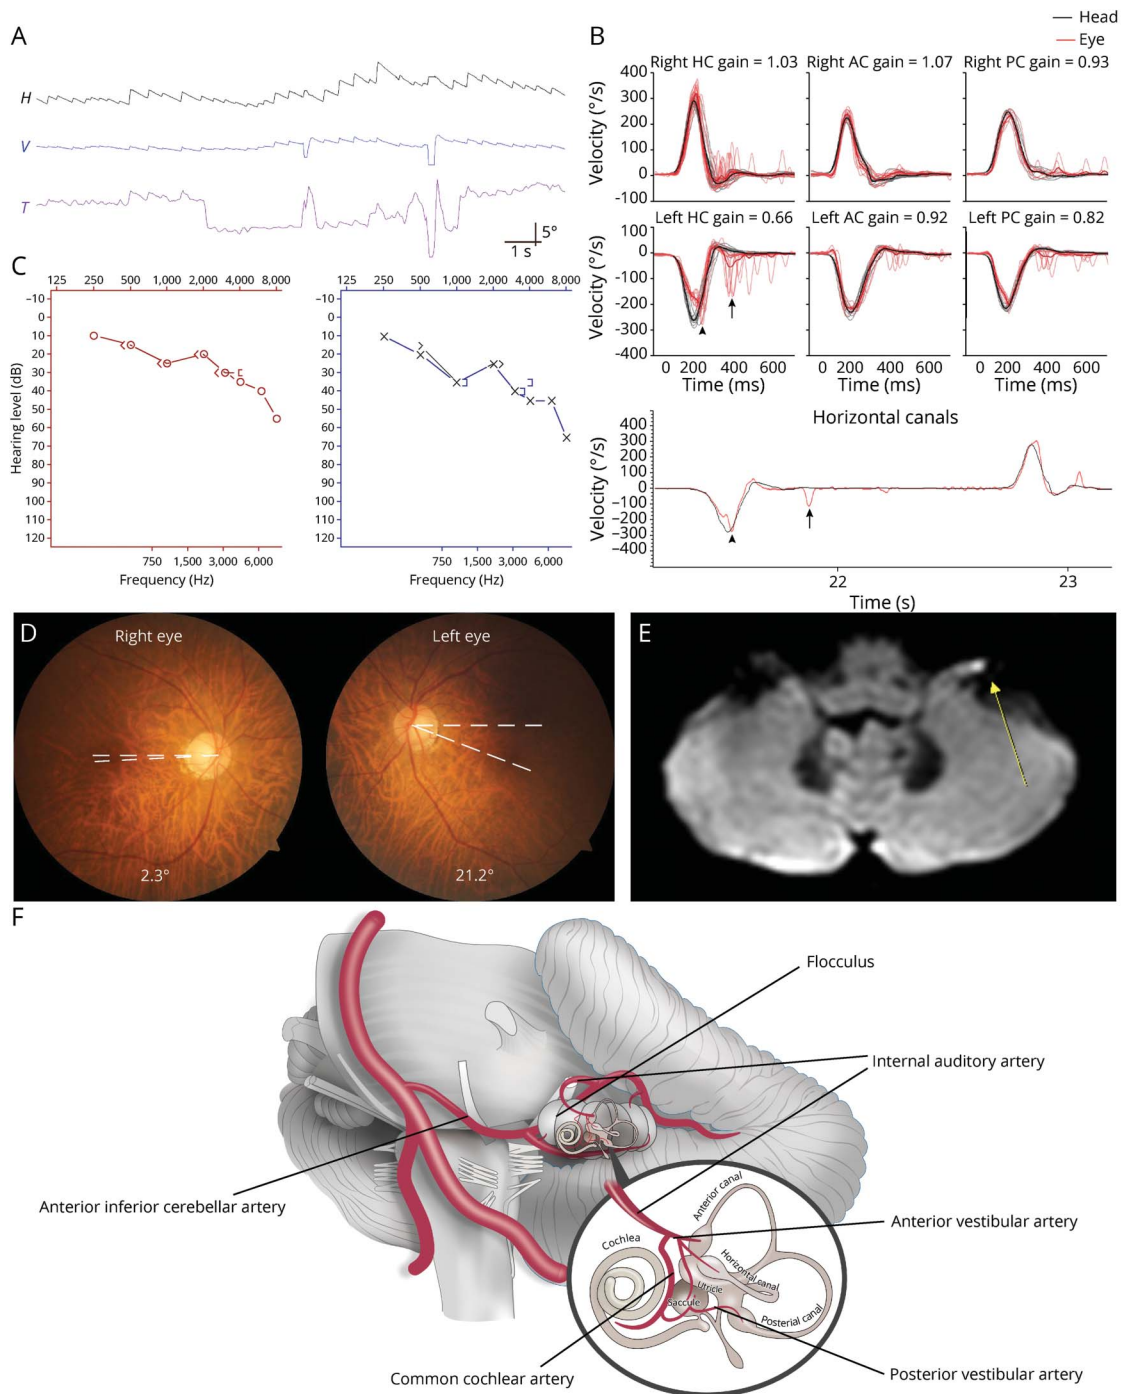 A
H
V
T
5°
1 s
B
Head
Eye
Right HC gain = 1.03
Right AC gain = 1.07
Right PC gain = 0.93
Velocity (°/s)
400
300
200
100
0
−100
Left HC gain = 0.66
Left AC gain = 0.92
Left PC gain = 0.82
Velocity (°/s)
100
0
−100
−200
−300
−400
0 200 400 600
0 200 400 600
0 200 400 600
Time (ms)
Time (ms)
Time (ms)
Horizontal canals
Velocity (°/s)
400
300
200
100
0
−100
−200
−300
−400
22
23
Time (s)
C
125 250 500 1,000 2,000 4,000 8,000
125 250 500 1,000 2,000 4,000 8,000
Hearing level (dB)
−10
0
10
20
30
40
50
60
70
80
90
100
110
120
−10
0
10
20
30
40
50
60
70
80
90
100
110
120
750 1,500 3,000 6,000
750 1,500 3,000 6,000
Frequency (Hz)
Frequency (Hz)
D
Right eye
Left eye
2.3°
21.2°
E
F
Flocculus
Internal auditory artery
Anterior inferior cerebellar artery
Anterior vestibular artery
Common cochlear artery
Posterior vestibular artery
Anterior canal
Cochlea
Horizontal canal
Utricle
Saccule
Posterial canal